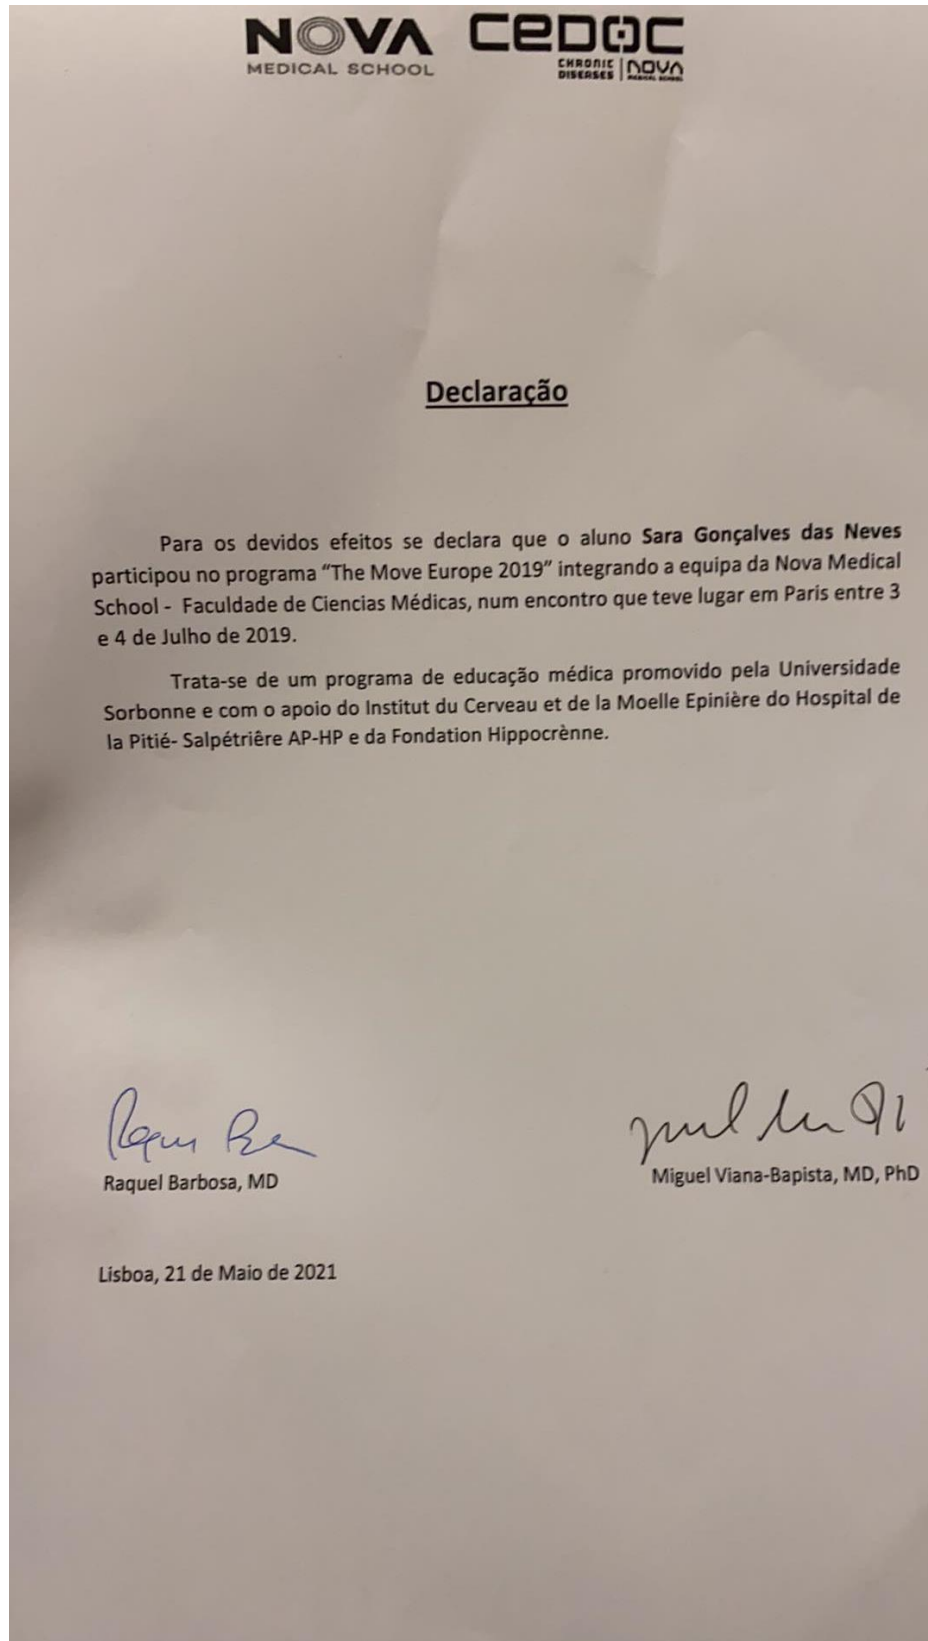 NOVA CEDOC
MEDICAL SCHOOL CHRONIC DISEASES NOVA MEDICAL SCHOOL
Declaração
Para os devidos efeitos se declara que o aluno Sara Gonçalves das Neves
participou no programa “The Move Europe 2019” integrando a equipa da Nova Medical
School - Faculdade de Ciencias Médicas, num encontro que teve lugar em Paris entre 3
e 4 de Julho de 2019.
Trata-se de um programa de educação médica promovido pela Universidade
Sorbonne e com o apoio do Institut du Cerveau et de la Moelle Epinière do Hospital de
la Pitié- Salpétrière AP-HP e da Fondation Hippocrènne.
Raquel Barbosa, MD
Miguel Viana-Bapista, MD, PhD
Lisboa, 21 de Maio de 2021